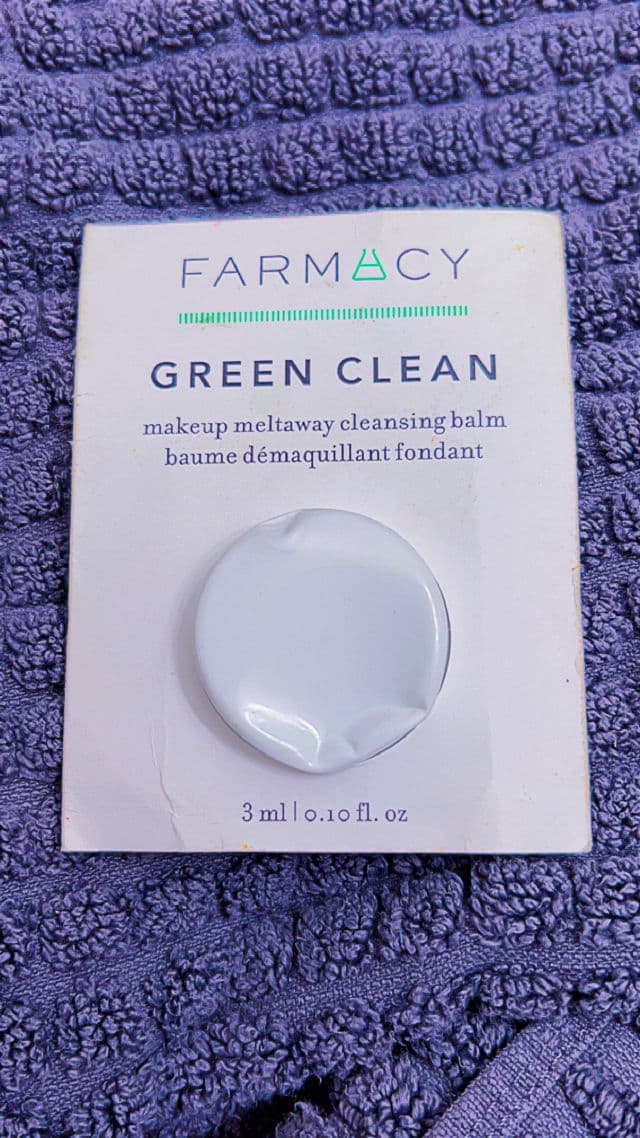 FARMACY
GREEN CLEAN
makeup meltaway cleansing balm
baume démaquillant fondant
3 ml | 0.10 fl. oz